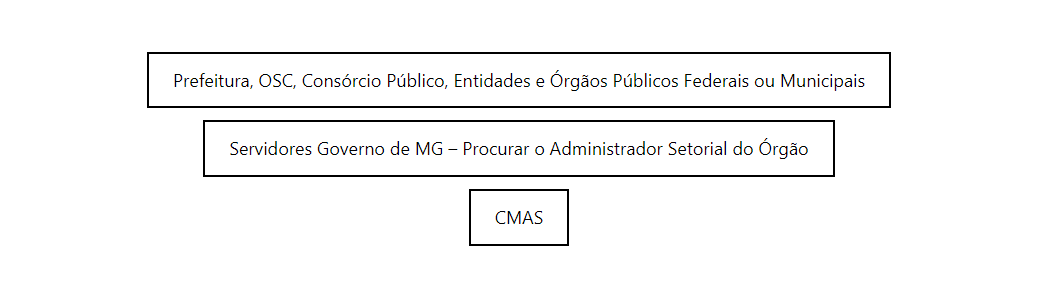 Prefeitura, OSC, Consórcio Público, Entidades e Órgãos Públicos Federais ou Municipais
Servidores Governo de MG – Procurar o Administrador Setorial do Órgão
CMAS